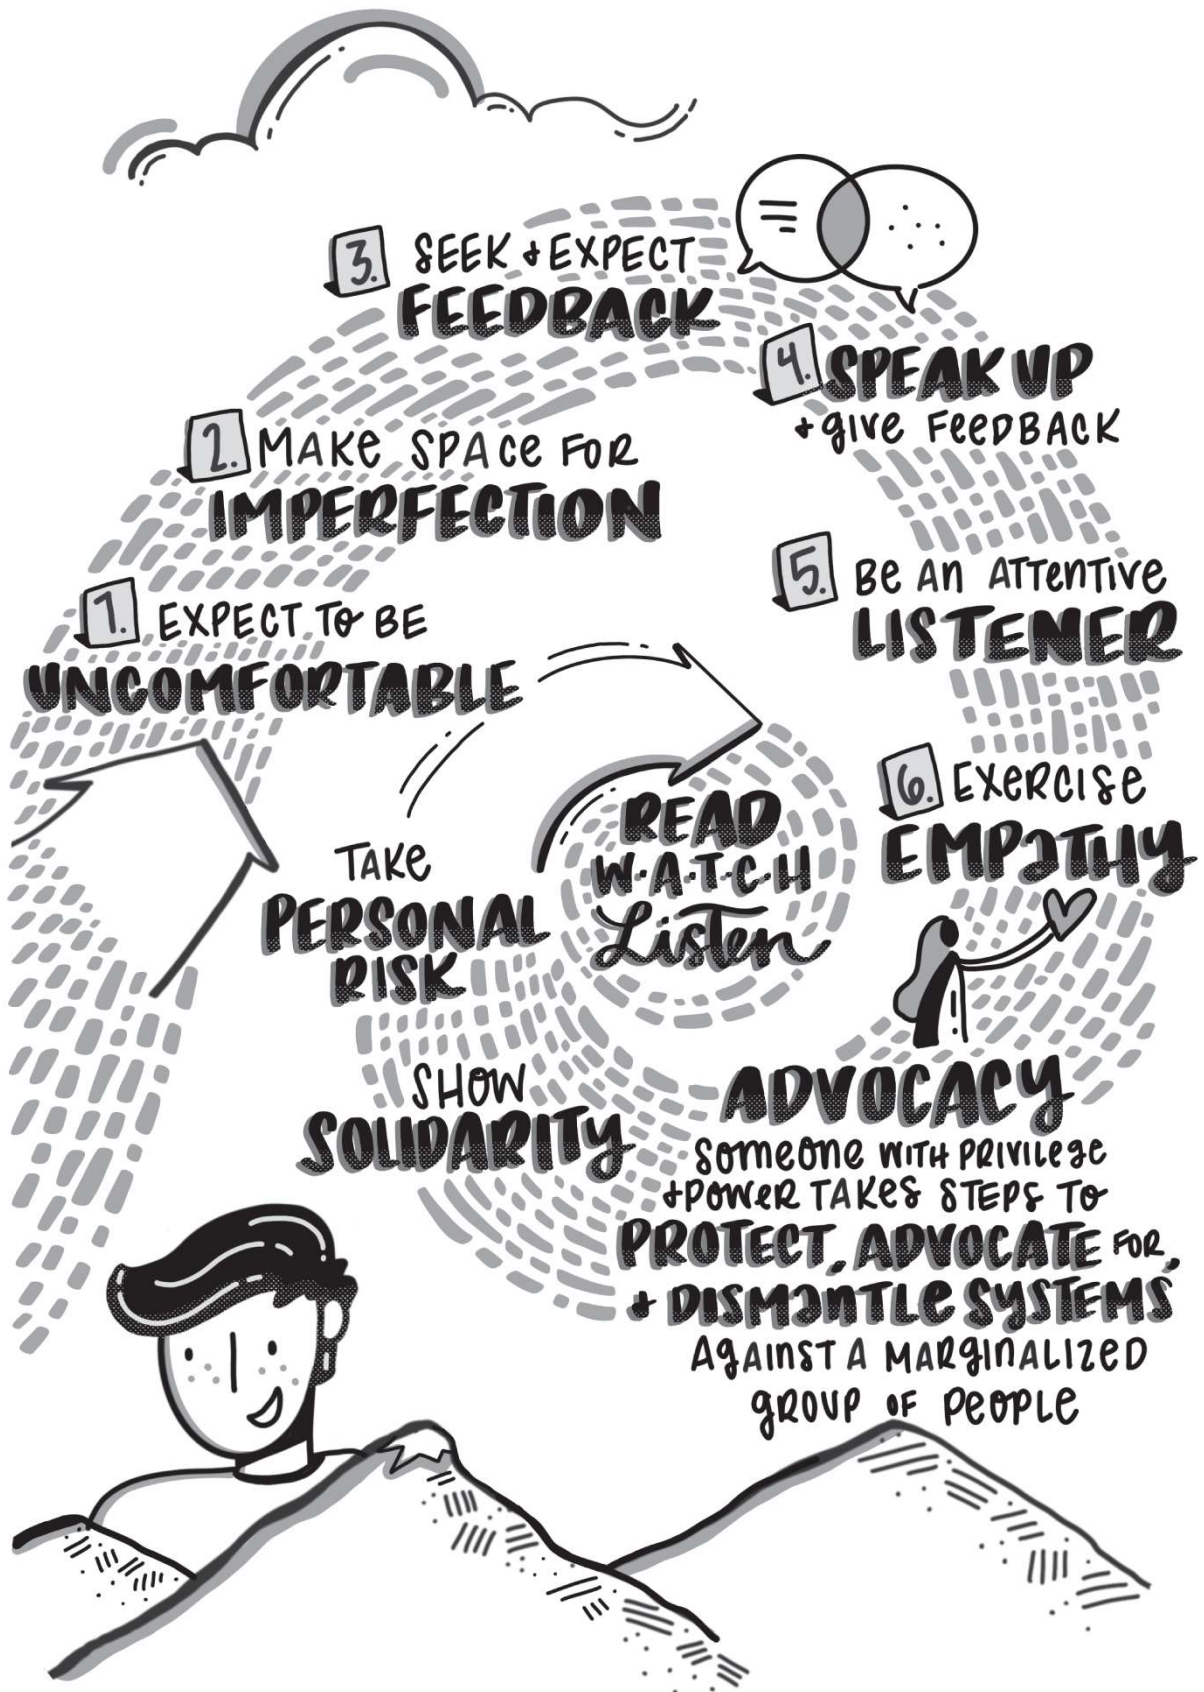 3. SEEK + EXPECT
FEEDBACK
4. SPEAK UP
+ gIVe FeeDBACK
2. MAKe SPACe FOR
IMPERFECTION
5. Be An ATTenTIVe
LISTENER
1. EXPECT TO BE
UNCOMFORTABLE
6. EXeRCISe
EMPaTHY
READ
W·A·T·C·H
Listen
TAKe
PERSONAL
RISK
SHOW
SOLIDARITY
ADVOCACY
SOmeOne WITH PRIVILege
+ POWeR TAKeS STEPS TO
PROTECT, ADVOCATE FOR,
+ DISMaNTLe SYSTEMS
AgAInST A MARgInALIZED
gROUP OF PeOPLe